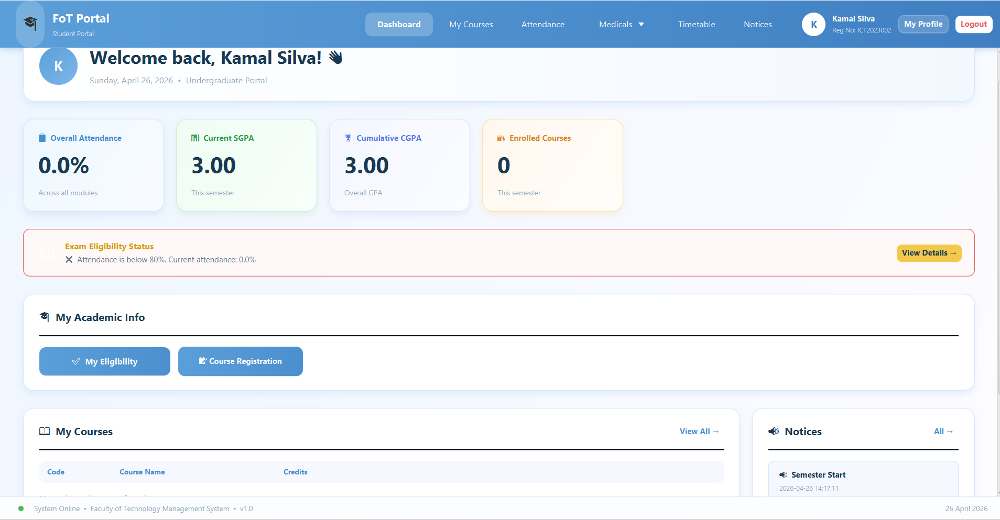 FoT Portal
Student Portal
Dashboard
My Courses
Attendance
Medicals
Timetable
Notices
K
Kamal Silva
Reg No: ICT2023002
My Profile
Logout
K
Welcome back, Kamal Silva!
Sunday, April 26, 2026 • Undergraduate Portal
Overall Attendance
0.0%
Across all modules
Current SGPA
3.00
This semester
Cumulative CGPA
3.00
Overall GPA
Enrolled Courses
0
This semester
Exam Eligibility Status
Attendance is below 80%. Current attendance: 0.0%
View Details →
My Academic Info
My Eligibility
Course Registration
My Courses
View All →
Code Course Name Credits
Notices
All →
Semester Start
2026-04-26 14:17:11
System Online • Faculty of Technology Management System • v1.0
26 April 2026